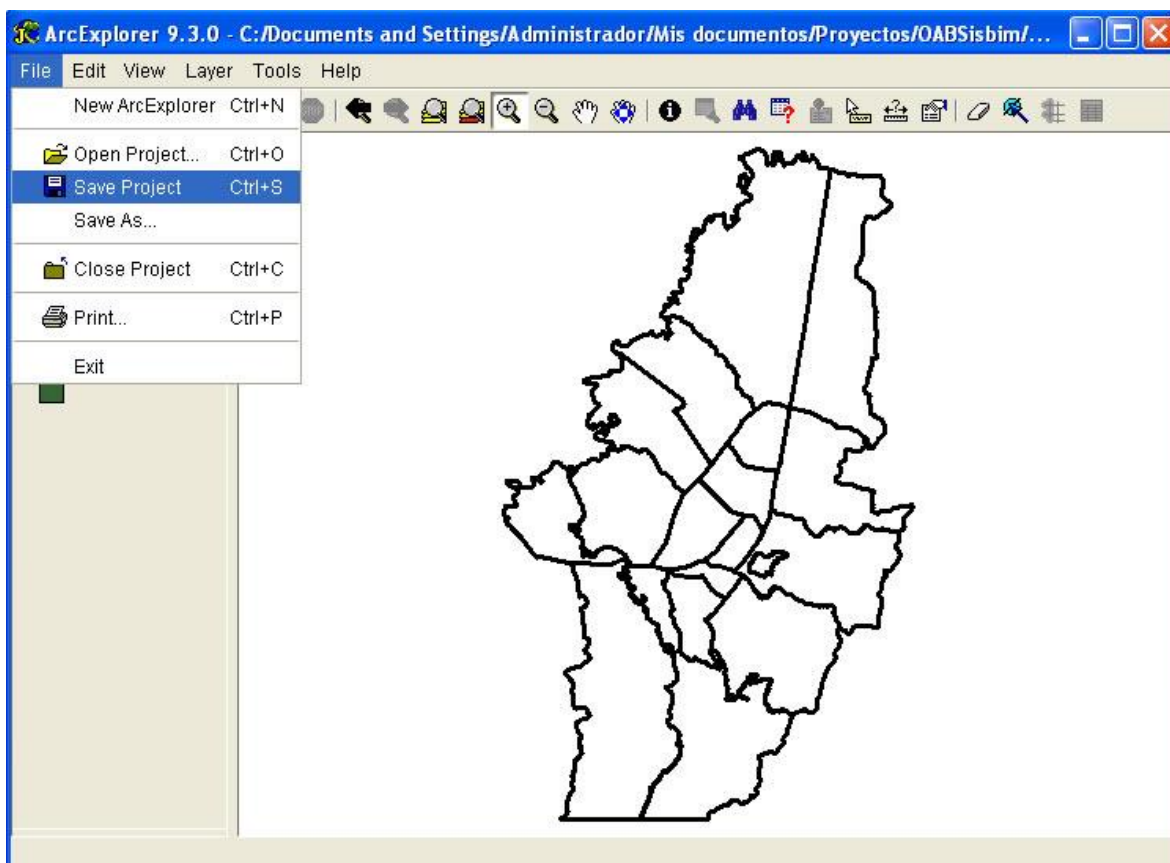 ArcExplorer 9.3.0 - C:/Documents and Settings/Administrador/Mis documentos/Proyectos/OABSisbim/...
File Edit View Layer Tools Help
New ArcExplorer Ctrl+N
Open Project... Ctrl+O
Save Project Ctrl+S
Save As...
Close Project Ctrl+C
Print... Ctrl+P
Exit